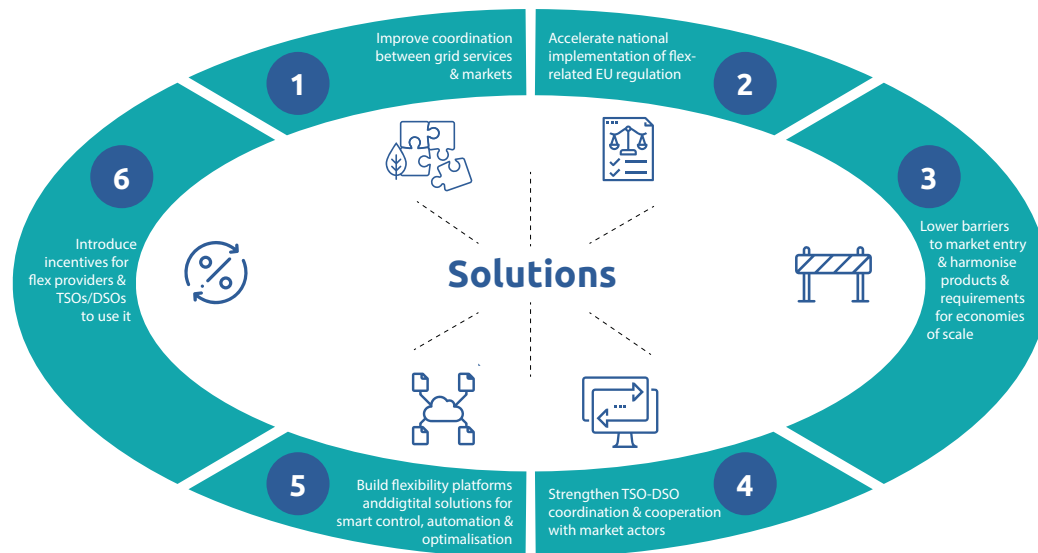 1
Improve coordination
between grid services
& markets
Accelerate national
implementation of flex-
related EU regulation
2
3
Lower barriers
to market entry
& harmonise
products &
requirements
for economies
of scale
4
Strengthen TSO-DSO
coordination & cooperation
with market actors
5
Build flexibility platforms
anddigtital solutions for
smart control, automation &
optimalisation
6
Introduce
incentives for
flex providers &
TSOs/DSOs
to use it
Solutions